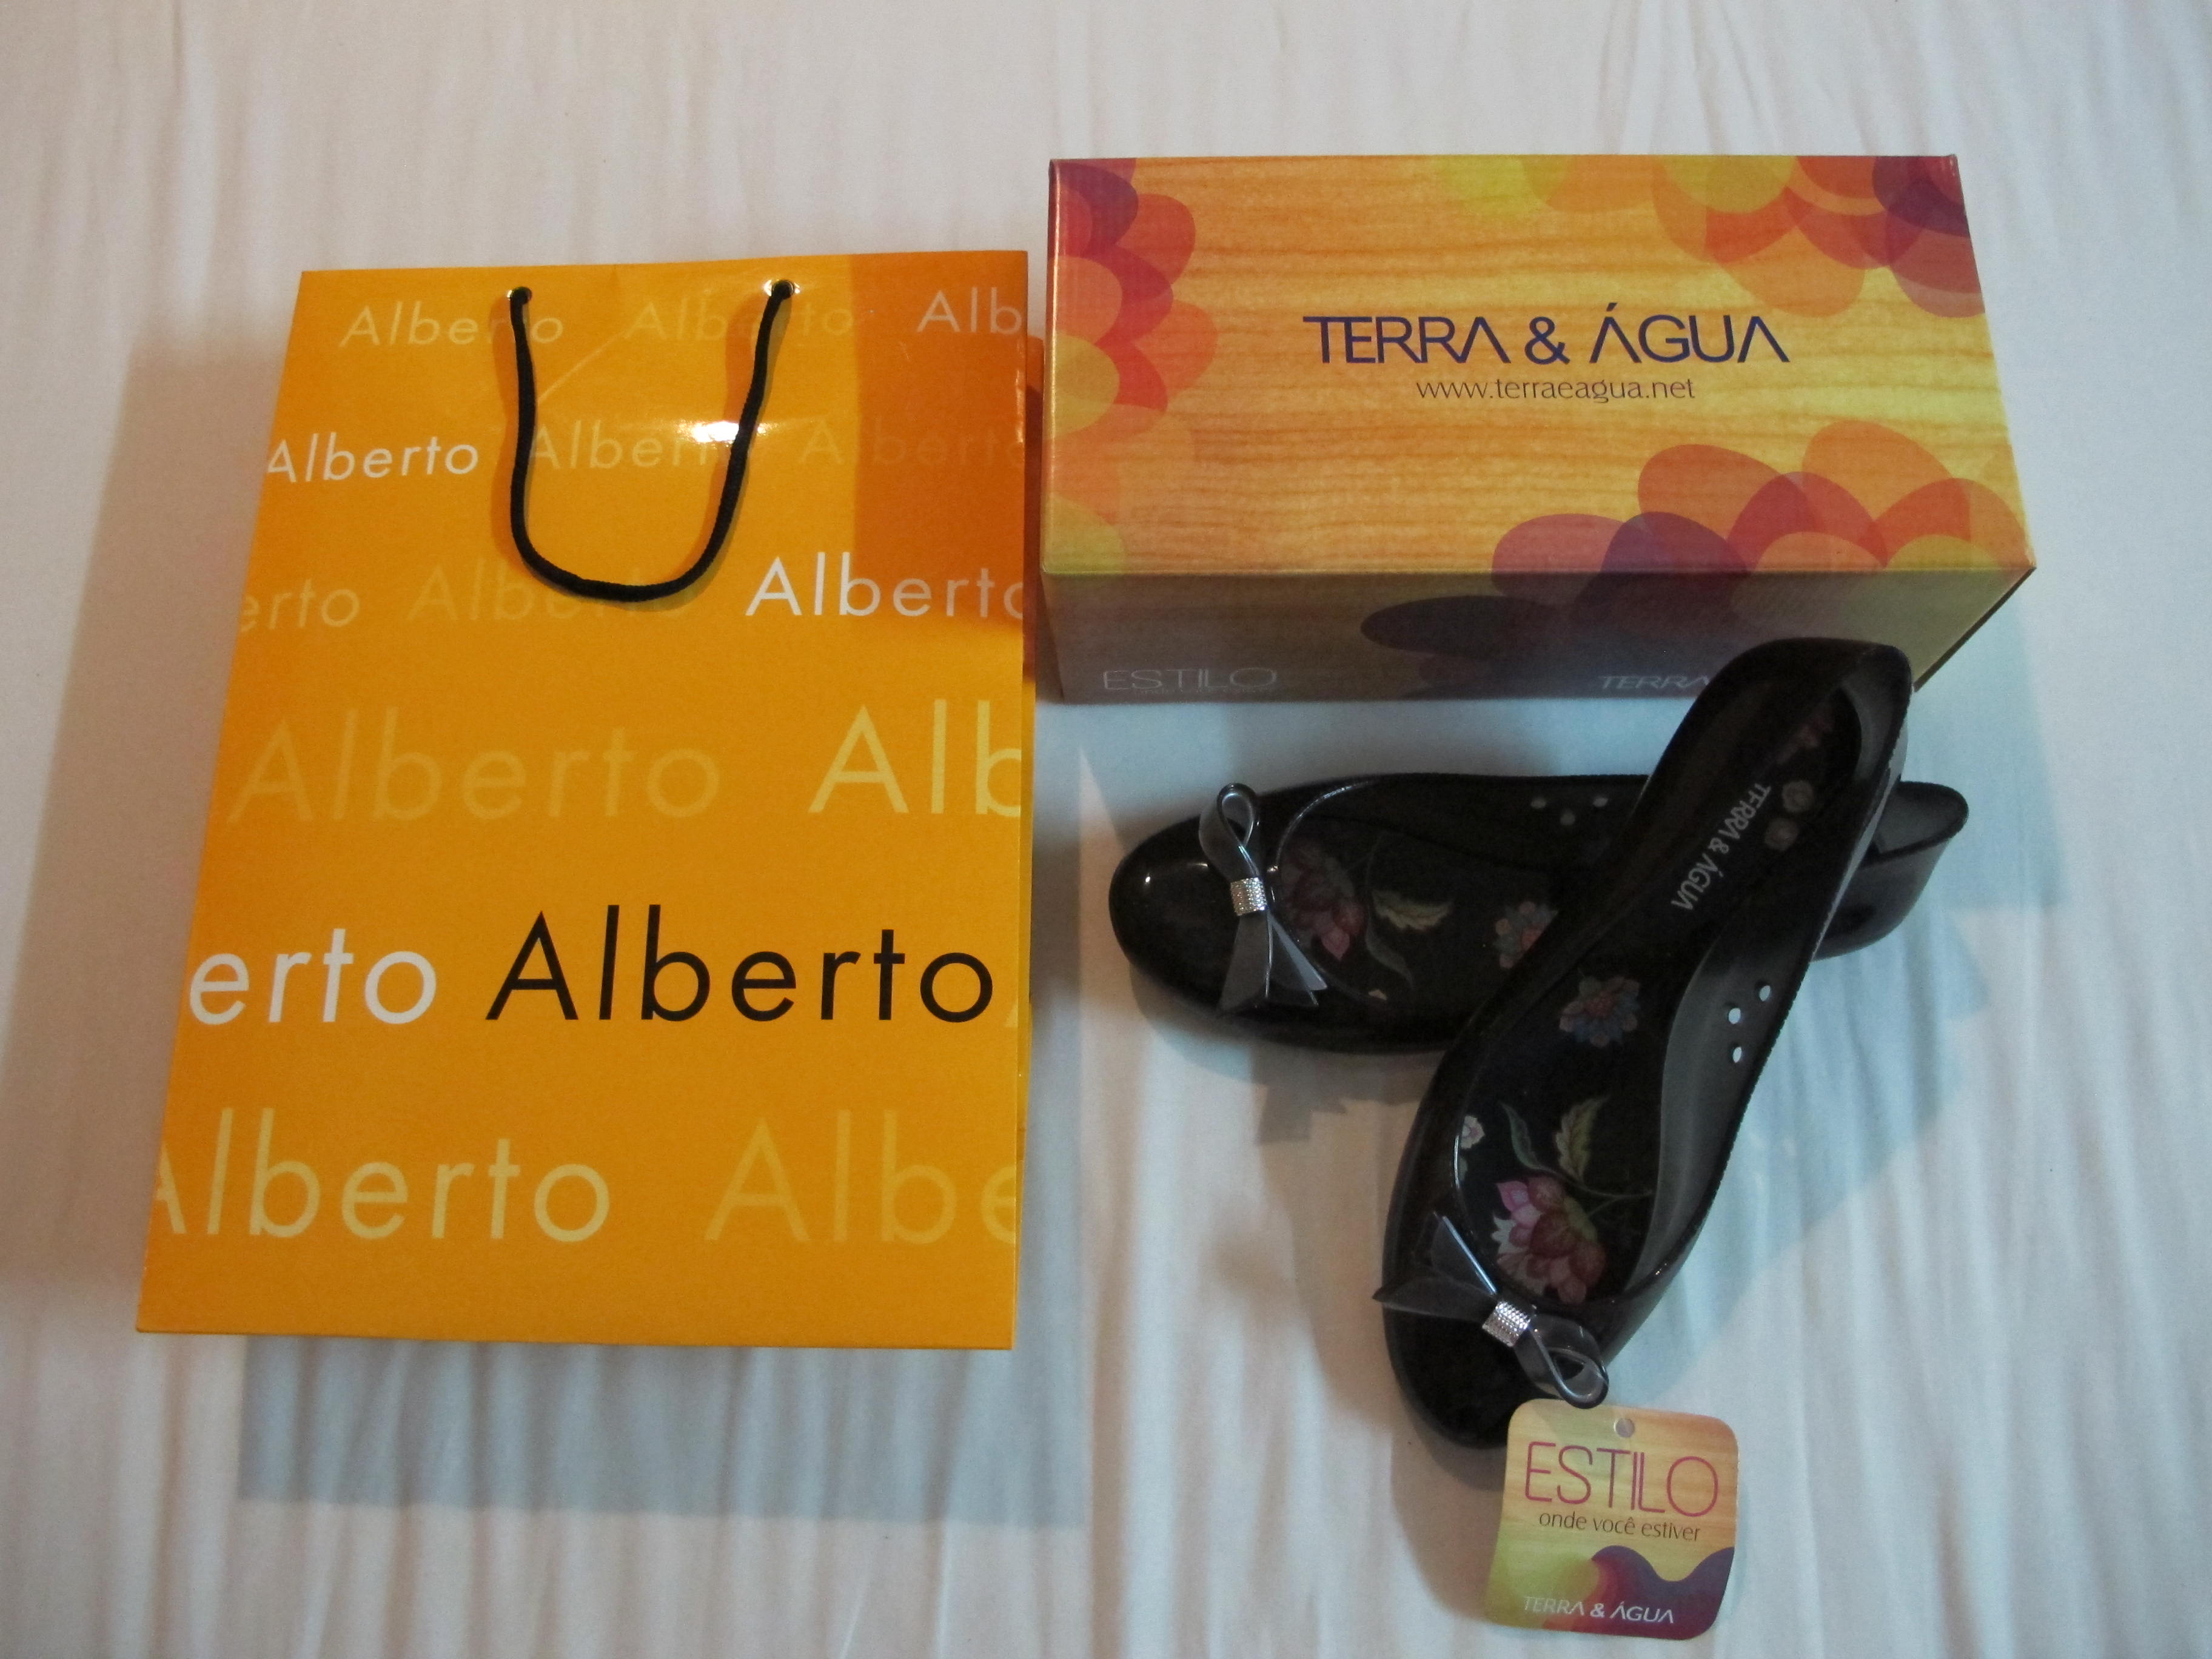 Alberto Alberto Alb
Alberto Alberto Alberto
erto Alberto Alberto
Alberto Alb
erto Alberto
Alberto Albe
TERRA & ÁGUA
www.terraeagua.net
ESTILO
TERRA
TERRA & ÁGUA
ESTILO
onde você estiver
TERRA & ÁGUA